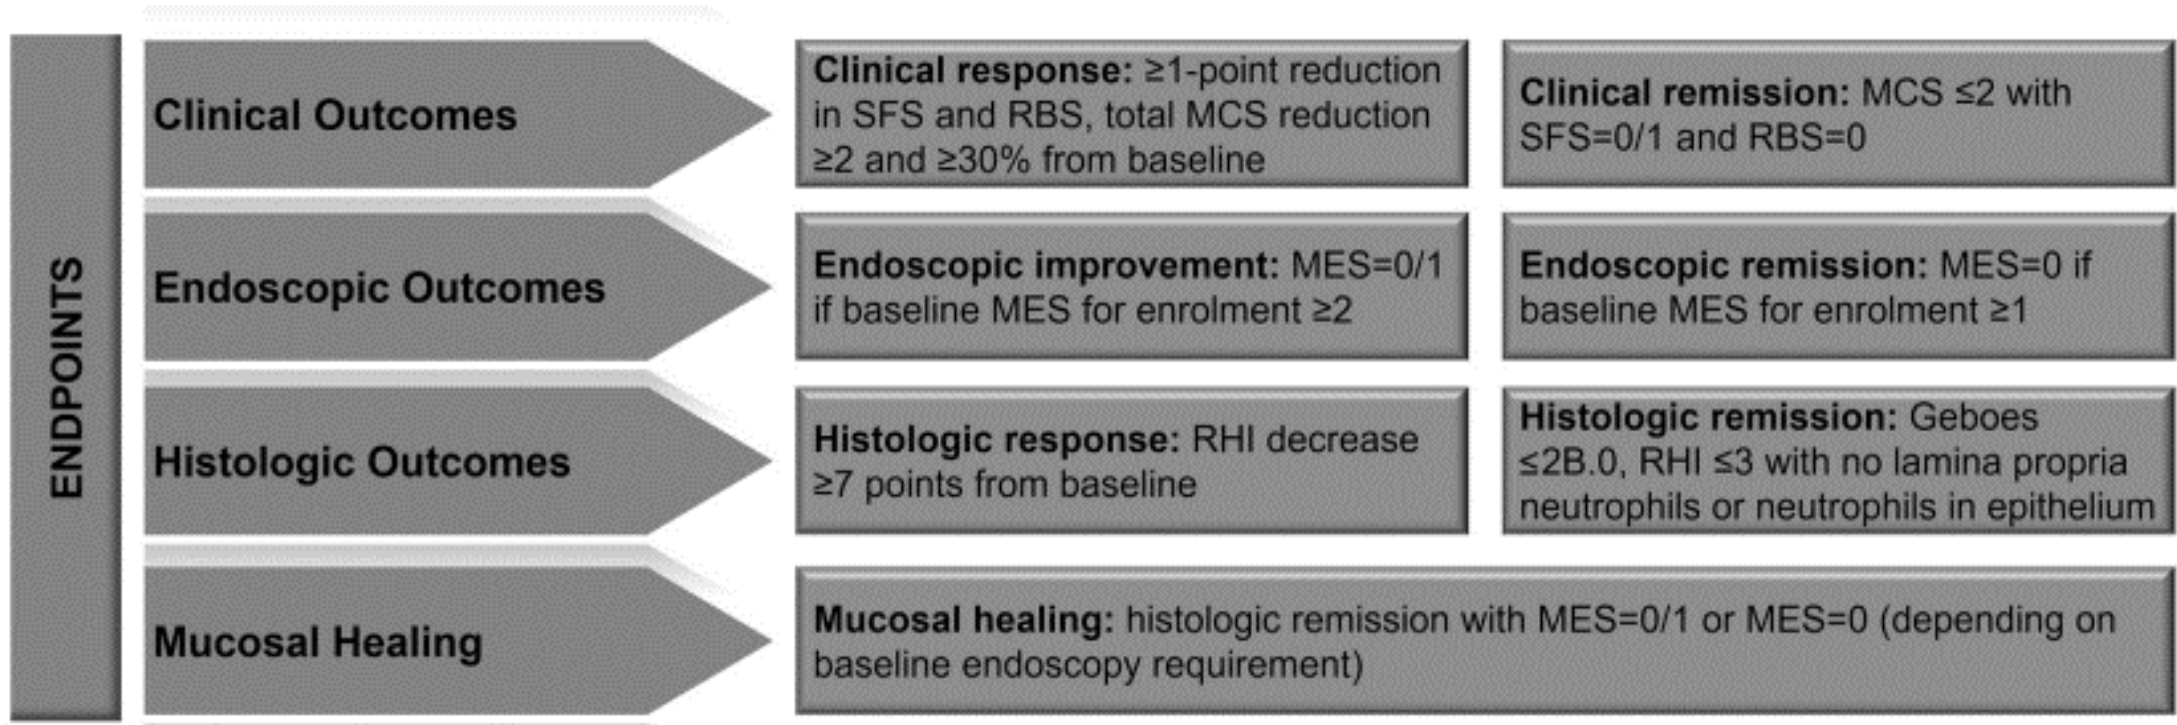 ENDPOINTS
Clinical Outcomes
Clinical response: ≥1-point reduction
in SFS and RBS, total MCS reduction
≥2 and ≥30% from baseline
Clinical remission: MCS ≤2 with
SFS=0/1 and RBS=0
Endoscopic Outcomes
Endoscopic improvement: MES=0/1
if baseline MES for enrolment ≥2
Endoscopic remission: MES=0 if
baseline MES for enrolment ≥1
Histologic Outcomes
Histologic response: RHI decrease
≥7 points from baseline
Histologic remission: Geboes
≤2B.0, RHI ≤3 with no lamina propria
neutrophils or neutrophils in epithelium
Mucosal Healing
Mucosal healing: histologic remission with MES=0/1 or MES=0 (depending on
baseline endoscopy requirement)